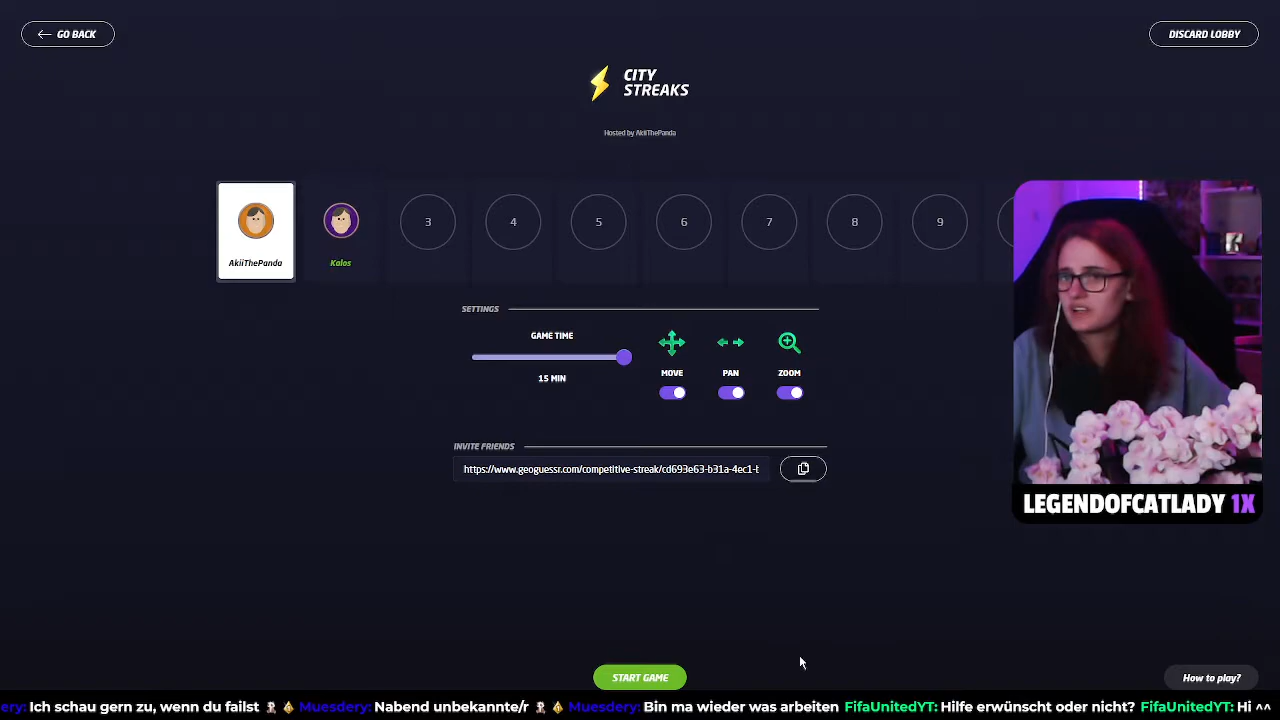 GO BACK
DISCARD LOBBY
CITY
STREAKS
Hosted by AkiiThePanda
3
4
5
6
7
8
9
AkiiThePanda
Kalos
SETTINGS
GAME TIME
15 MIN
MOVE
PAN
ZOOM
INVITE FRIENDS
https://www.geoguessr.com/competitive-streak/cd693e63-b31a-4ec1-b
LEGENDOFCATLADY 1X
START GAME
How to play?
ery: Ich schau gern zu, wenn du failst Muesdery: Nabend unbekannte/r Muesdery: Bin ma wieder was arbeiten FifaUnitedYT: Hilfe erwünscht oder nicht? FifaUnitedYT: Hi ^^